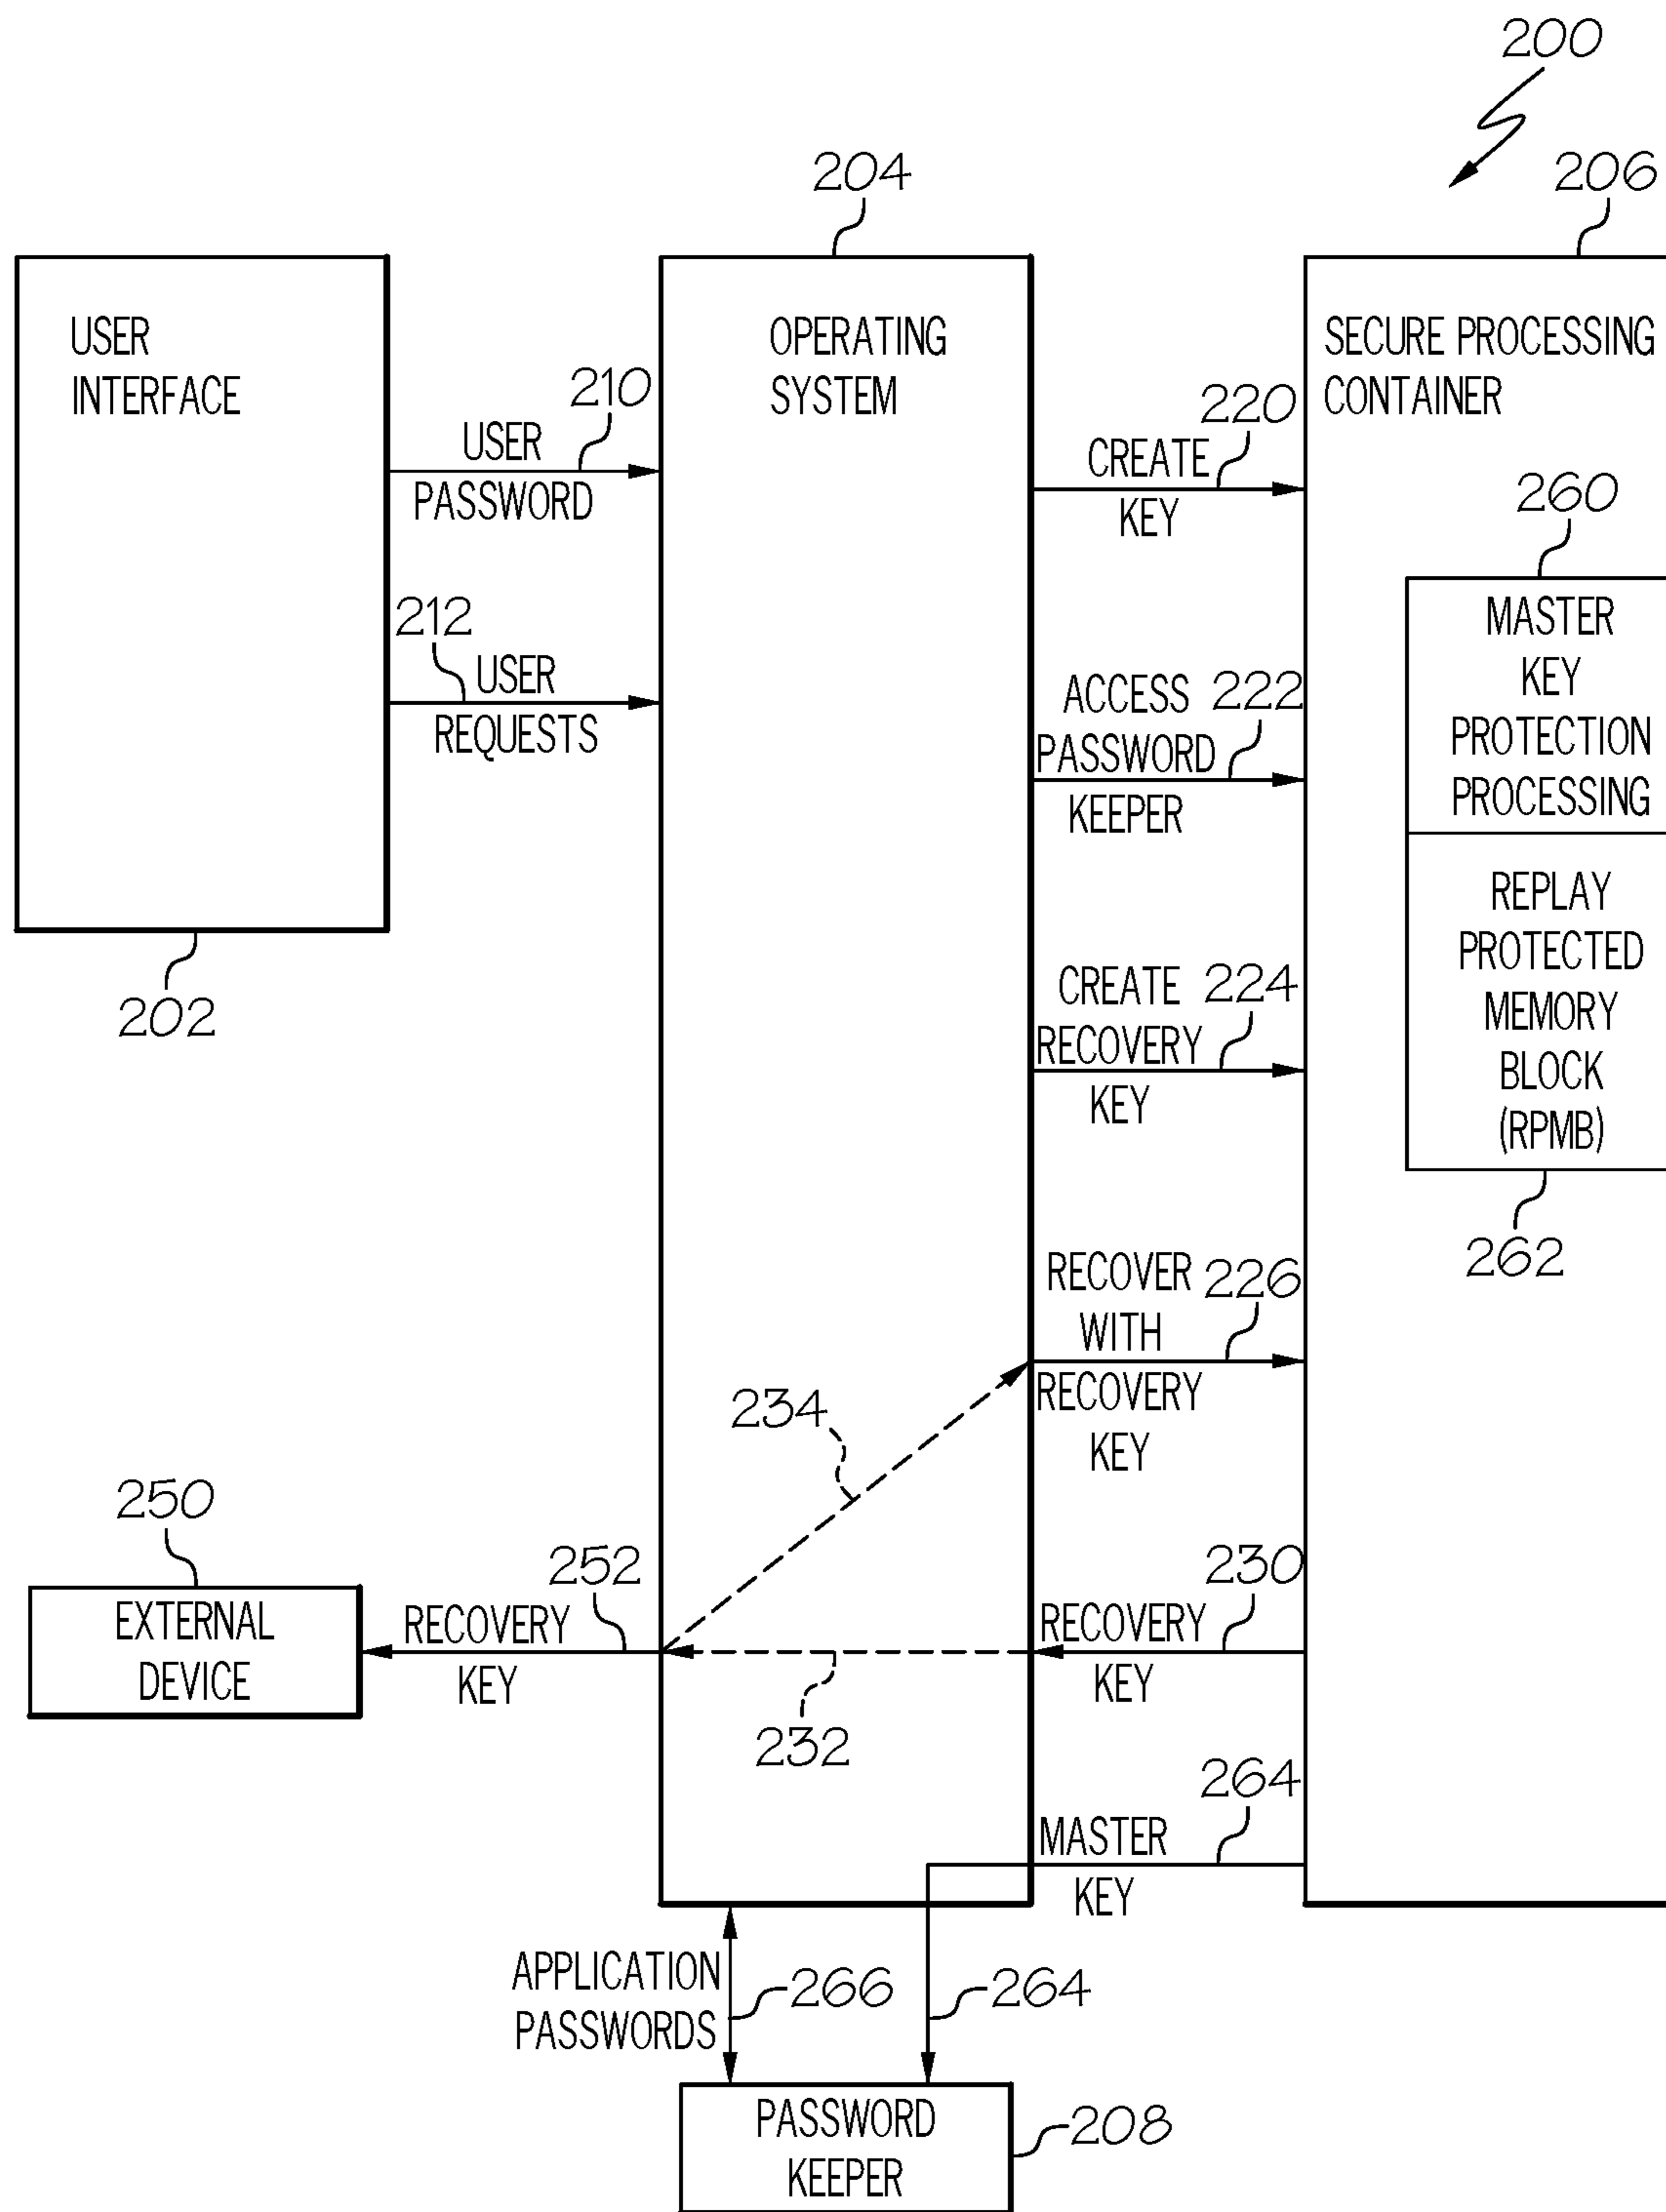 200
204
206
USER
INTERFACE
202
OPERATING
SYSTEM
SECURE PROCESSING
CONTAINER
210
USER
PASSWORD
212
USER
REQUESTS
220
CREATE
KEY
222
ACCESS
PASSWORD
KEEPER
224
CREATE
RECOVERY
KEY
226
RECOVER
WITH
RECOVERY
KEY
260
MASTER
KEY
PROTECTION
PROCESSING
REPLAY
PROTECTED
MEMORY
BLOCK
(RPMB)
262
234
250
EXTERNAL
DEVICE
252
RECOVERY
KEY
232
230
RECOVERY
KEY
264
MASTER
KEY
APPLICATION
PASSWORDS
266
264
PASSWORD
KEEPER
208